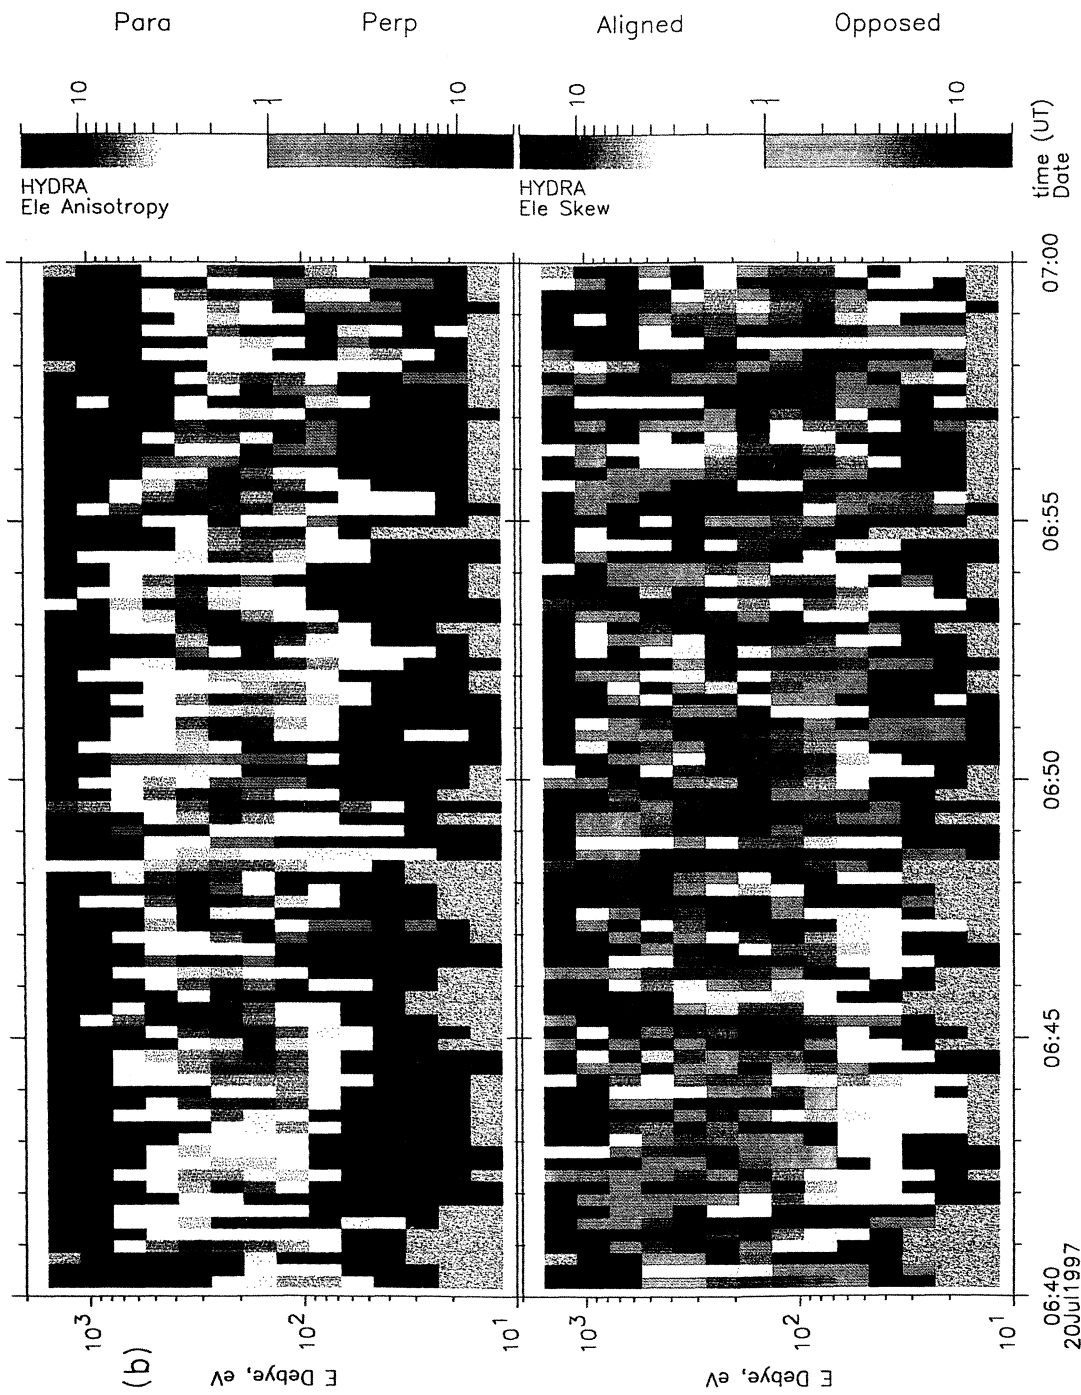 Para
Perp
Aligned
Opposed
10
1
10
10
1
10
HYDRA
Ele Anisotropy
HYDRA
Ele Skew
time (UT)
Date
(b)
10³
10²
10¹
E Debye, eV
10³
10²
10¹
E Debye, eV
06:40
06:45
06:50
06:55
07:00
20Jul1997